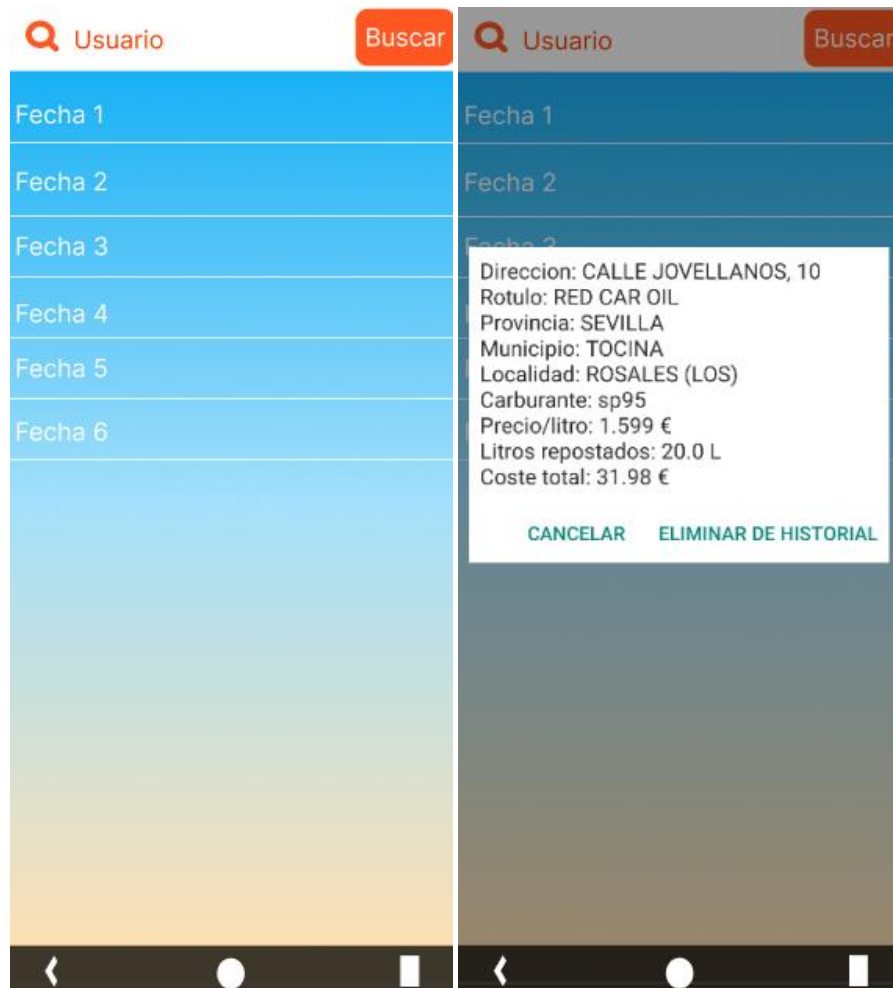 Usuario
Buscar
Fecha 1
Fecha 2
Fecha 3
Fecha 4
Fecha 5
Fecha 6
Usuario
Buscar
Fecha 1
Fecha 2
Fecha 3
Direccion: CALLE JOVELLANOS, 10
Rotulo: RED CAR OIL
Provincia: SEVILLA
Municipio: TOCINA
Localidad: ROSALES (LOS)
Carburante: sp95
Precio/litro: 1.599 €
Litros repostados: 20.0 L
Coste total: 31.98 €
CANCELAR
ELIMINAR DE HISTORIAL